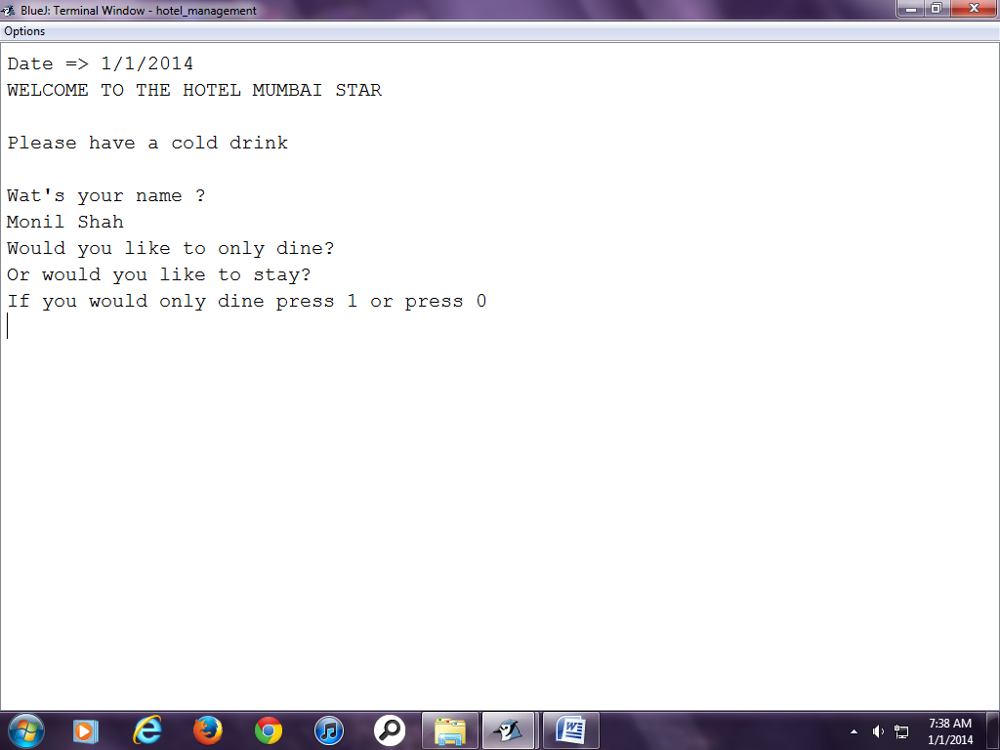 BlueJ: Terminal Window - hotel_management
Options
Date => 1/1/2014
WELCOME TO THE HOTEL MUMBAI STAR
Please have a cold drink
Wat's your name ?
Monil Shah
Would you like to only dine?
Or would you like to stay?
If you would only dine press 1 or press 0
7:38 AM
1/1/2014